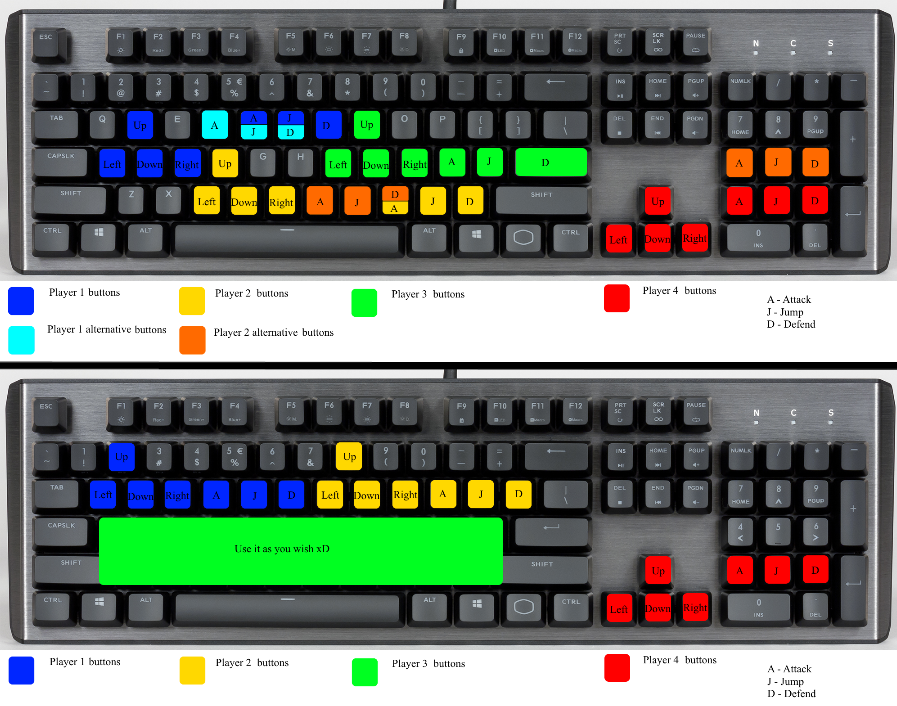 ESC F1 F2 F3 F4 F5 F6 F7 F8 F9 F10 F11 F12 PRT SC SCR LK PAUSE
N C S
~ 1 ! 2 @ 3 # 4 $ 5 € % 6 ^ 7 & 8 * 9 ( 0 ) INS HOME PGUP NUMLK / * –
TAB Q Up E A A J J D D Up O P { [ } ] | \ DEL END PGDN 7 HOME 8 9 PGUP +
CAPSLK Left Down Right Up G H Left Down Right A J D A J D
SHIFT Z X Left Down Right A J D A J D SHIFT Up A J D
CTRL ALT ALT CTRL Left Down Right 0 INS . DEL
Player 1 buttons Player 2 buttons Player 3 buttons Player 4 buttons
Player 1 alternative buttons Player 2 alternative buttons
A - Attack
J - Jump
D - Defend
ESC F1 F2 F3 F4 F5 F6 F7 F8 F9 F10 F11 F12 PRT SC SCR LK PAUSE
N C S
~ 1 ! Up 3 # 4 $ 5 € % 6 ^ 7 & Up 9 ( 0 ) INS HOME PGUP NUMLK / * –
TAB Left Down Right A J D Left Down Right A J D | \ DEL END PGDN 7 HOME 8 9 PGUP +
CAPSLK Use it as you wish xD 4 < 5 6 >
SHIFT SHIFT Up A J D
CTRL ALT ALT CTRL Left Down Right 0 INS . DEL
Player 1 buttons Player 2 buttons Player 3 buttons Player 4 buttons
A - Attack
J - Jump
D - Defend